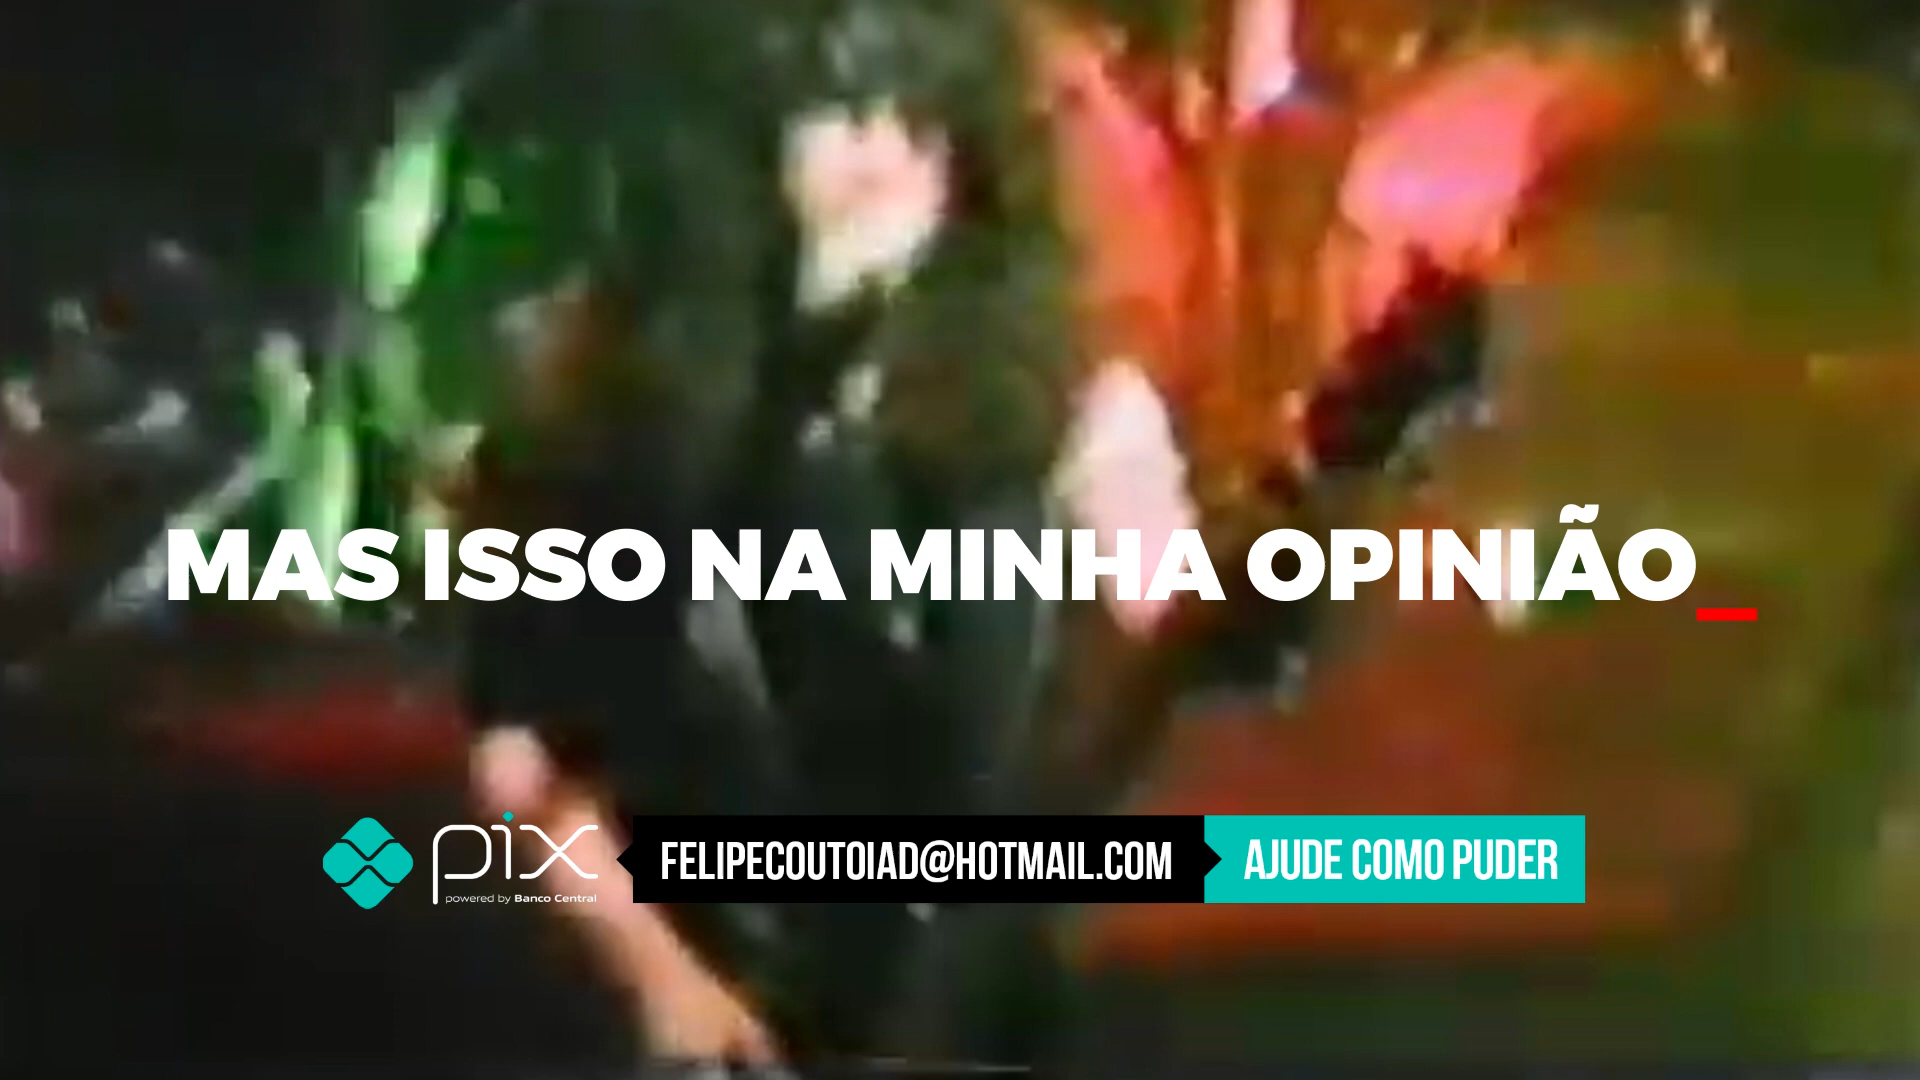 MAS ISSO NA MINHA OPINIÃO_
pix
powered by Banco Central
FELIPECOUTOIAD@HOTMAIL.COM
AJUDE COMO PUDER